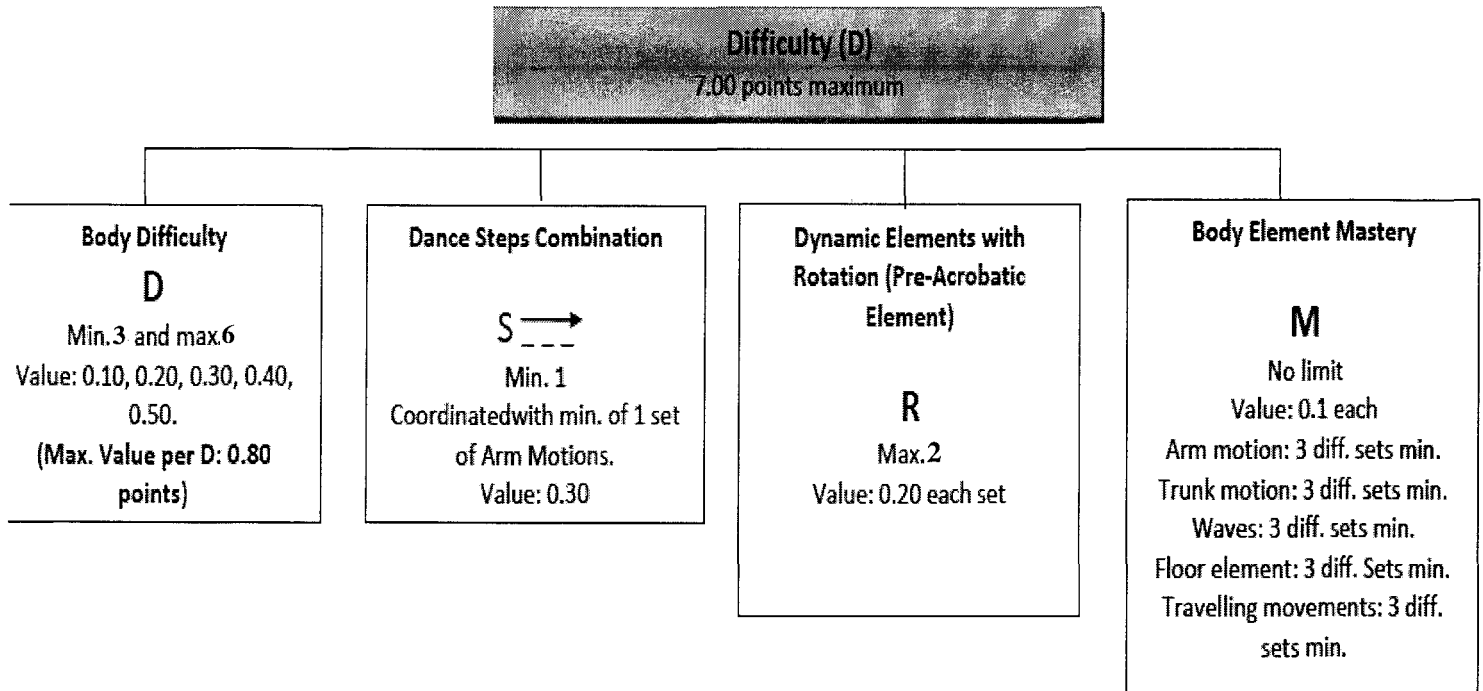 Difficulty (D)
7.00 points maximum
Body Difficulty
D
Min.3 and max.6
Value: 0.10, 0.20, 0.30, 0.40,
0.50.
(Max. Value per D: 0.80
points)
Dance Steps Combination
S
Min. 1
Coordinatedwith min. of 1 set
of Arm Motions.
Value: 0.30
Dynamic Elements with
Rotation (Pre-Acrobatic
Element)
R
Max.2
Value: 0.20 each set
Body Element Mastery
M
No limit
Value: 0.1 each
Arm motion: 3 diff. sets min.
Trunk motion: 3 diff. sets min.
Waves: 3 diff. sets min.
Floor element: 3 diff. Sets min.
Travelling movements: 3 diff.
sets min.